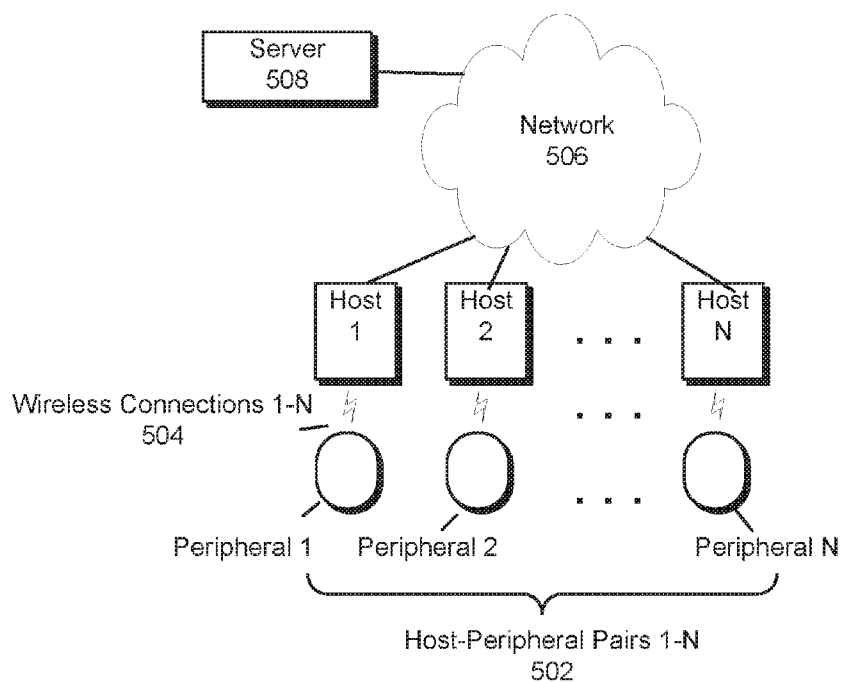 Server
508
Network
506
Host
1
Host
2
Host
N
. . .
Wireless Connections 1-N
504
. . .
. . .
Peripheral 1
Peripheral 2
Peripheral N
Host-Peripheral Pairs 1-N
502